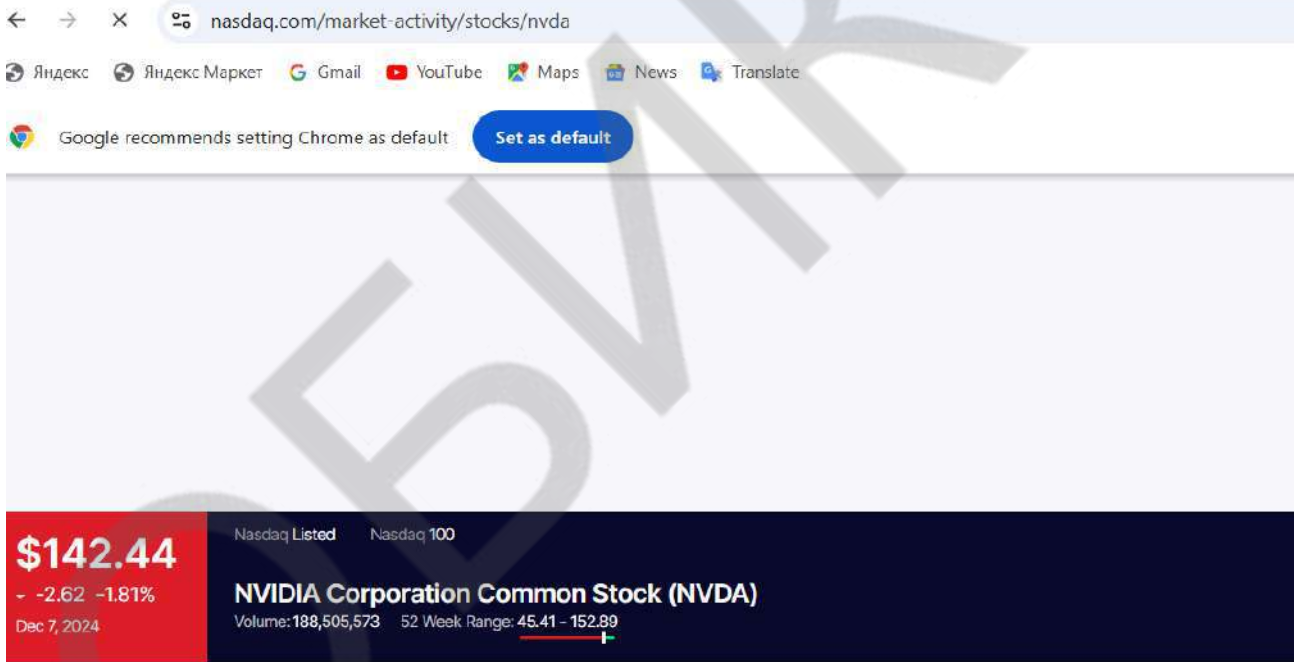 nasdaq.com/market-activity/stocks/nvda
Яндекс Яндекс Маркет Gmail YouTube Maps News Translate
Google recommends setting Chrome as default Set as default
$142.44
-2.62 -1.81%
Dec 7, 2024
Nasdaq Listed Nasdaq 100
NVIDIA Corporation Common Stock (NVDA)
Volume: 188,505,573 52 Week Range: 45.41 - 152.89